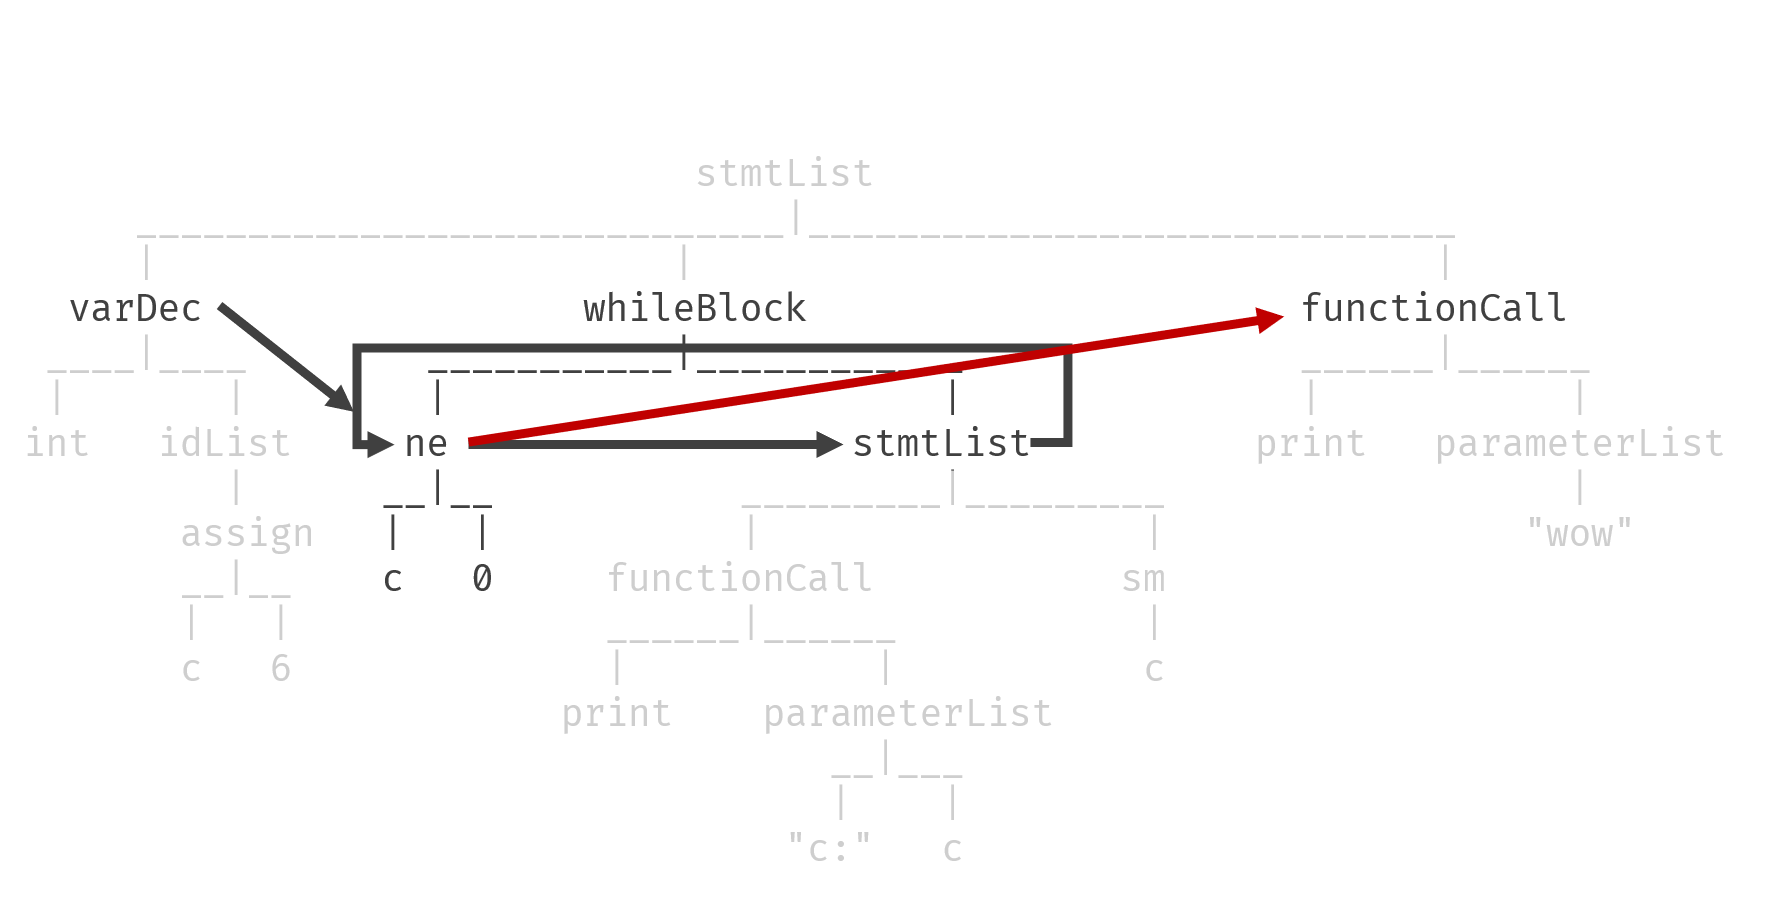 stmtList
varDec whileBlock functionCall
int idList ne stmtList print parameterList
assign "wow"
c 0 functionCall sm
c 6 c
print parameterList
"c:" c